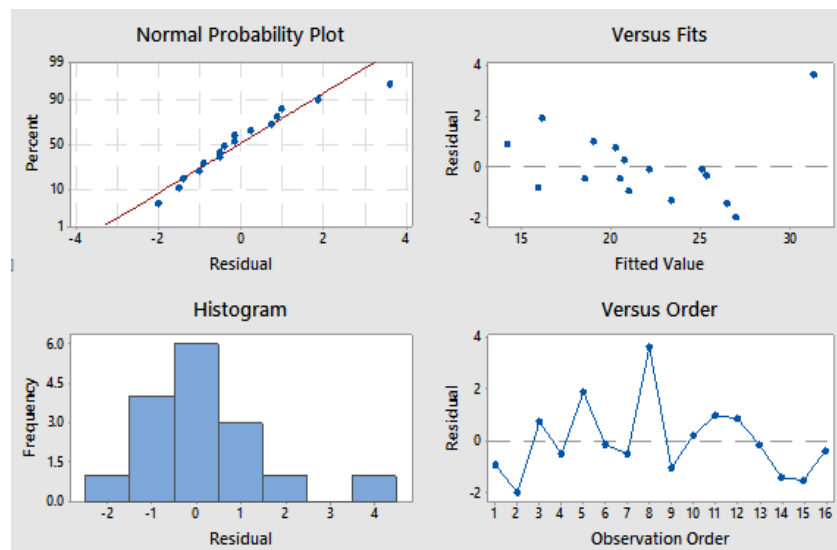 Normal Probability Plot
99
90
50
10
1
Percent
-4
-2
0
2
4
Residual
Versus Fits
4
2
0
-2
Residual
15
20
25
30
Fitted Value
Histogram
6.0
4.5
3.0
1.5
0.0
Frequency
-2
-1
0
1
2
3
4
Residual
Versus Order
4
2
0
-2
Residual
1 2 3 4 5 6 7 8 9 10 11 12 13 14 15 16
Observation Order